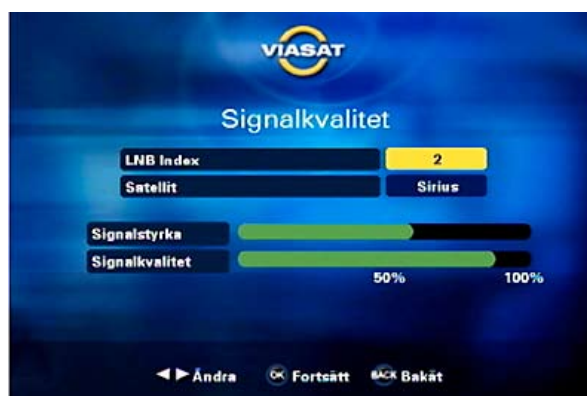 VIASAT
Signalkvalitet
LNB Index 2
Satellit Sirius
Signalstyrka
Signalkvalitet
50% 100%
◄ ► Ändra OK Fortsätt BACK Bakåt